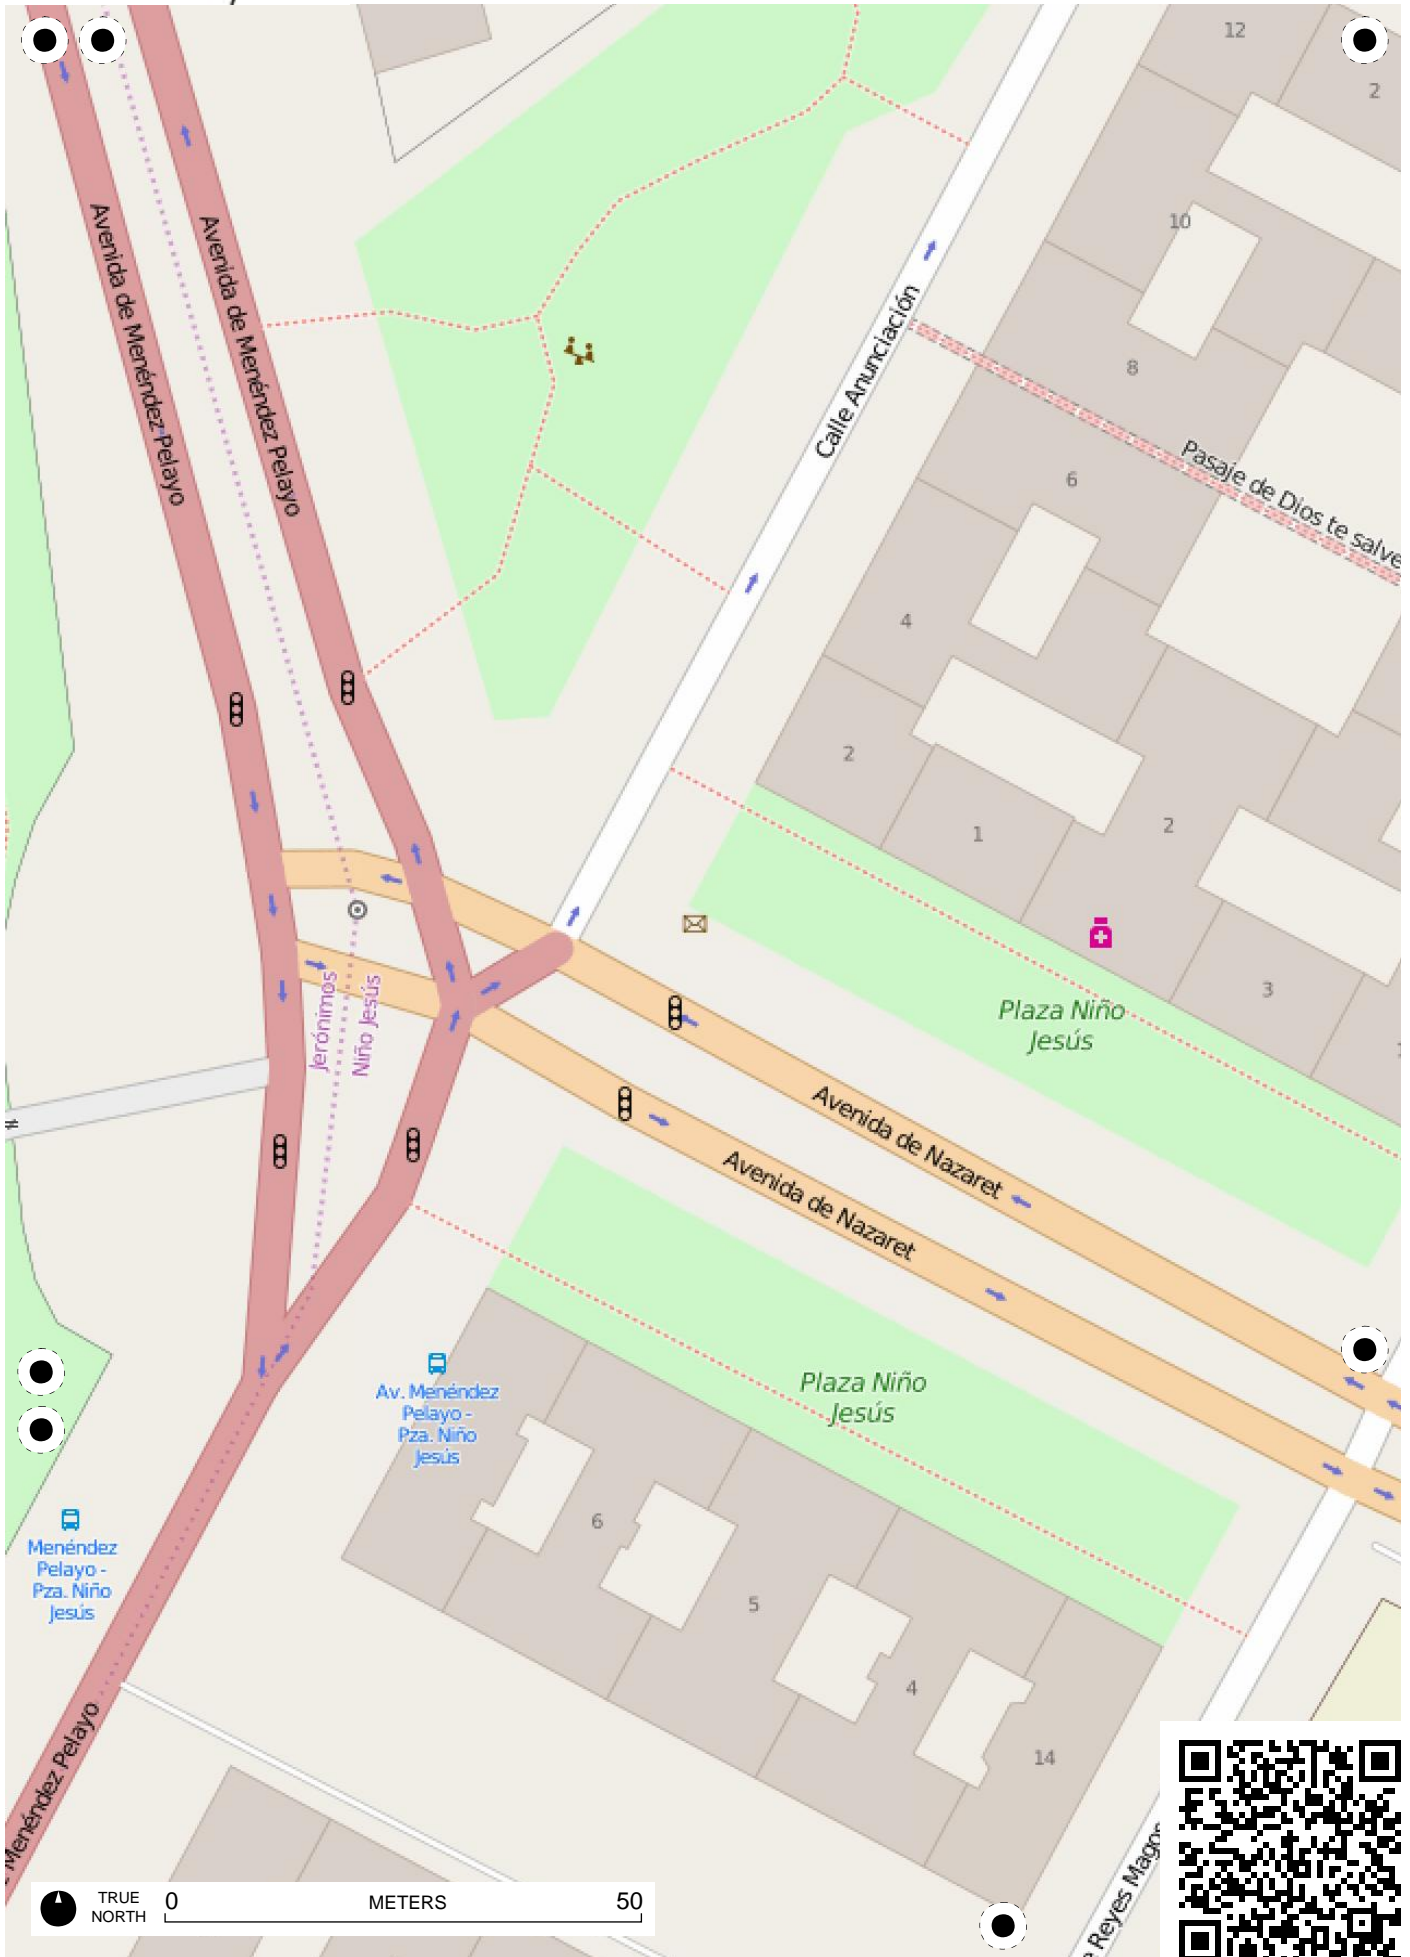 12
2
10
8
6
4
2
Avenida de Menéndez Pelayo
Avenida de Menéndez Pelayo
Calle Anunciación
Pasaje de Dios te salve
1
2
3
Plaza Niño
Jesús
Jerónimos
Niño Jesús
Avenida de Nazaret
Avenida de Nazaret
Plaza Niño
Jesús
Av. Menéndez
Pelayo -
Pza. Niño
Jesús
Menéndez
Pelayo -
Pza. Niño
Jesús
6
5
4
14
Menéndez Pelayo
Reyes Magos
TRUE
NORTH
0 METERS 50